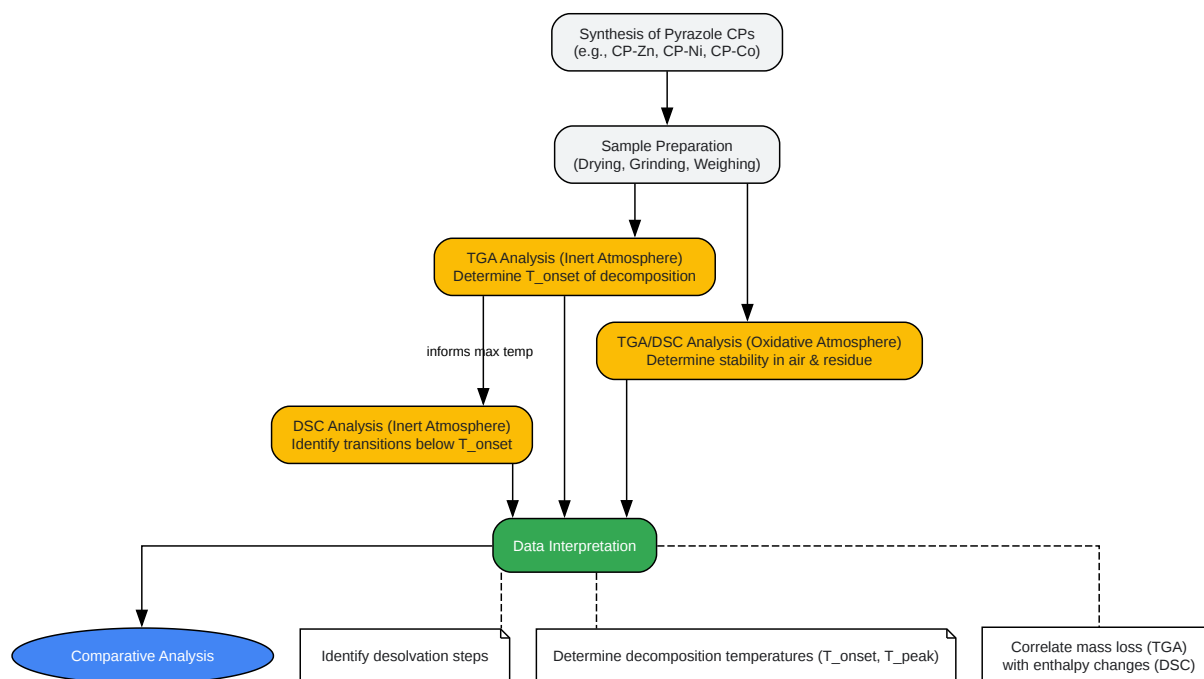 Synthesis of Pyrazole CPs
(e.g., CP-Zn, CP-Ni, CP-Co)
Sample Preparation
(Drying, Grinding, Weighing)
TGA Analysis (Inert Atmosphere)
Determine T_onset of decomposition
TGA/DSC Analysis (Oxidative Atmosphere)
Determine stability in air & residue
informs max temp
DSC Analysis (Inert Atmosphere)
Identify transitions below T_onset
Data Interpretation
Comparative Analysis
Identify desolvation steps
Determine decomposition temperatures (T_onset, T_peak)
Correlate mass loss (TGA)
with enthalpy changes (DSC)